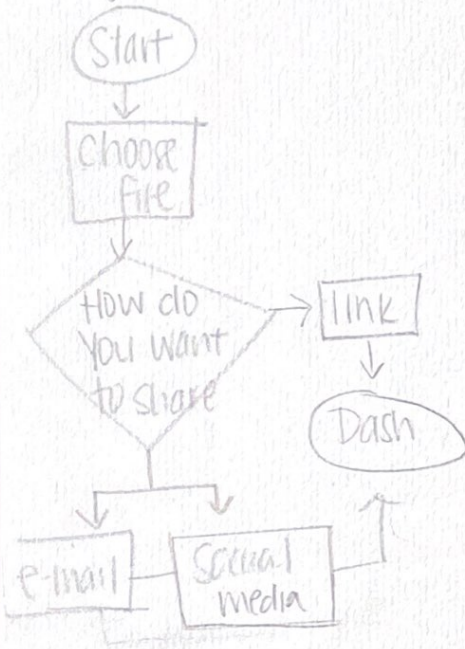 Start
Choose
file
How do
you want
to share
link
Dash
e-mail
Social
media